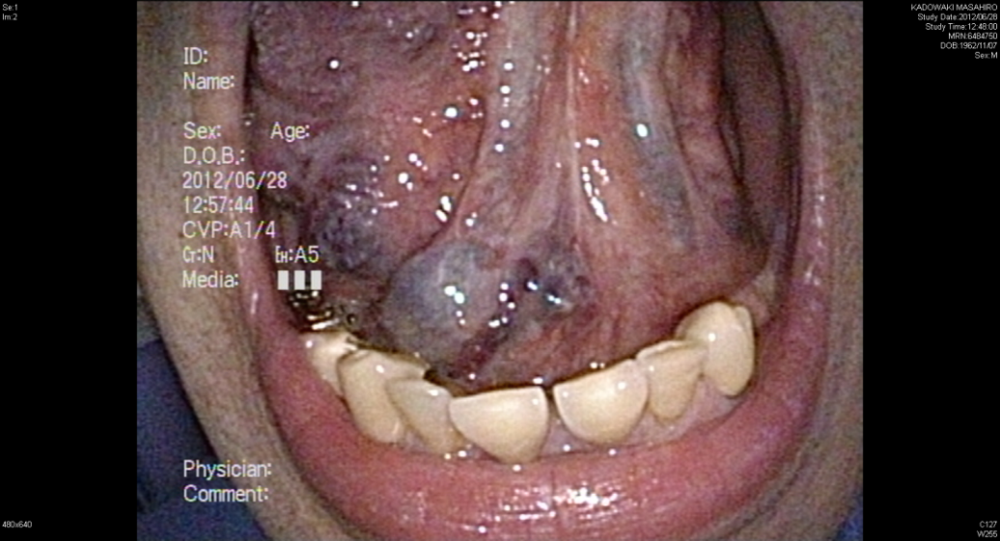 Se:1
Im:2
KADOWAKI MASAHIRO
Study Date:2012/06/28
Study Time:12:48:00
MRN:6484750
DOB:1962/11/07
Sex:M
ID:
Name:
Sex: Age:
D.O.B.:
2012/06/28
12:57:44
CVP:A1/4
Cr:N Eh:A5
Media:
Physician:
Comment:
480x640
C127
W255